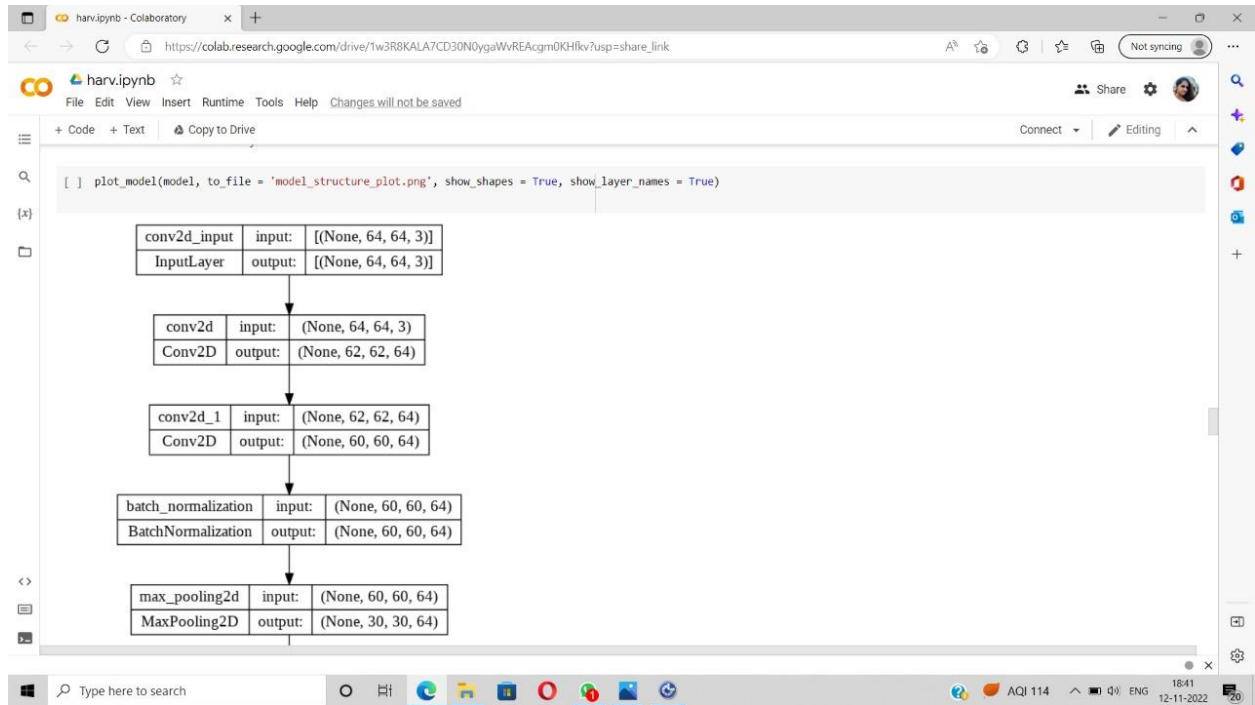 harv.ipynb - Colaboratory
https://colab.research.google.com/drive/1w3R8KALA7CD30N0ygaWvREAcgm0KHfkv?usp=share_link
Not syncing
harv.ipynb
File Edit View Insert Runtime Tools Help Changes will not be saved
Share
+ Code + Text Copy to Drive
Connect Editing
[ ] plot_model(model, to_file = 'model_structure_plot.png', show_shapes = True, show_layer_names = True)
conv2d_input input: [(None, 64, 64, 3)]
InputLayer output: [(None, 64, 64, 3)]
conv2d input: (None, 64, 64, 3)
Conv2D output: (None, 62, 62, 64)
conv2d_1 input: (None, 62, 62, 64)
Conv2D output: (None, 60, 60, 64)
batch_normalization input: (None, 60, 60, 64)
BatchNormalization output: (None, 60, 60, 64)
max_pooling2d input: (None, 60, 60, 64)
MaxPooling2D output: (None, 30, 30, 64)
Type here to search
AQI 114
ENG
18:41
12-11-2022
20